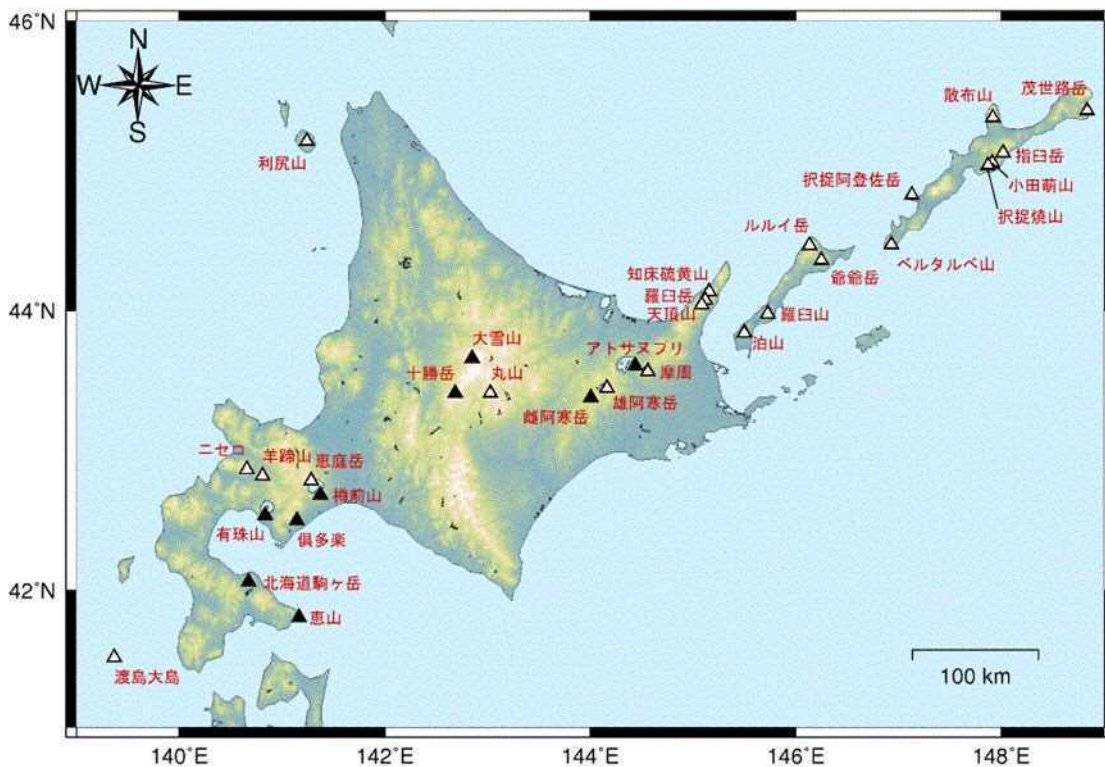 46°N
N
W
E
S
茂世路岳
散布山
利尻山
指臼岳
小田萌山
択捉焼山
択捉阿登佐岳
ルルイ岳
ベルタルベ山
爺爺岳
知床硫黄山
羅臼岳
天頂山
羅臼山
泊山
44°N
大雪山
アトサヌプリ
十勝岳
丸山
摩周
雌阿寒岳
雄阿寒岳
ニセコ
羊蹄山
恵庭岳
樽前山
有珠山
倶多楽
42°N
北海道駒ヶ岳
恵山
渡島大島
100 km
140°E
142°E
144°E
146°E
148°E